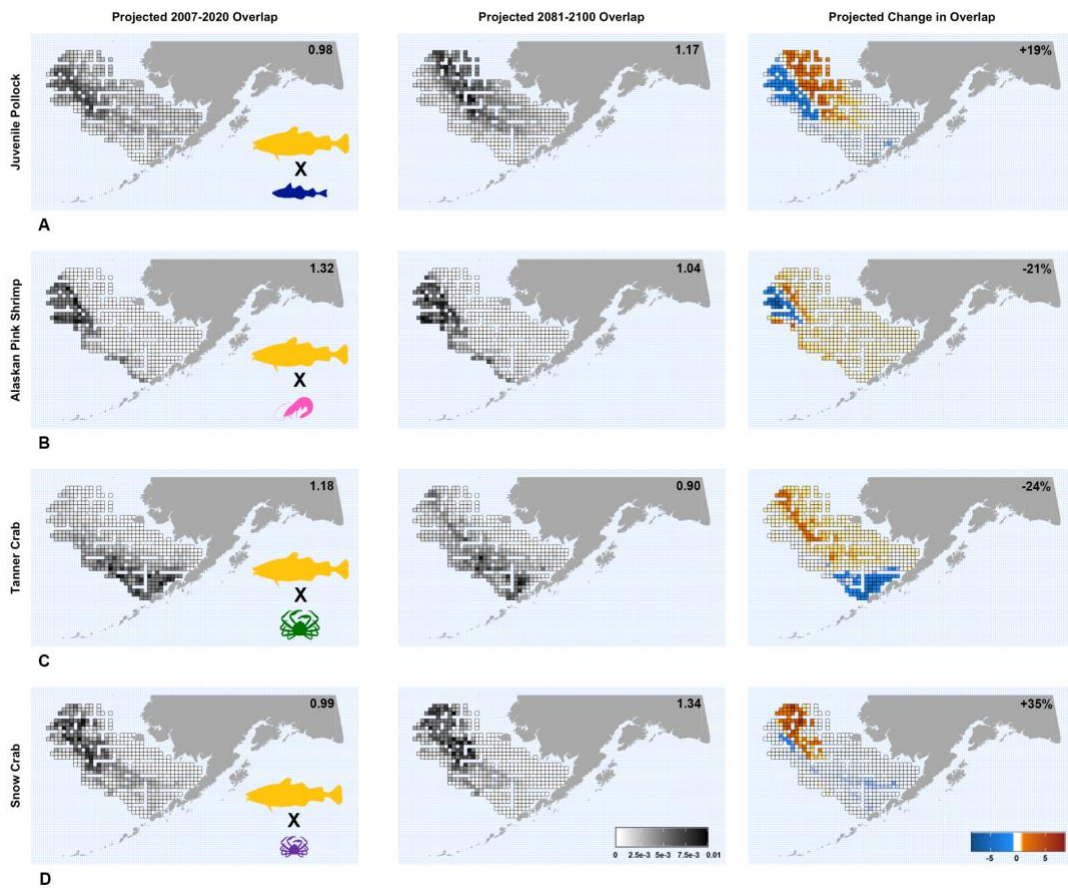 Projected 2007-2020 Overlap
Projected 2081-2100 Overlap
Projected Change in Overlap
Juvenile Pollock
0.98
X
1.17
+19%
A
Alaskan Pink Shrimp
1.32
X
1.04
-21%
B
Tanner Crab
1.18
X
0.90
-24%
C
Snow Crab
0.99
X
1.34
0 2.5e-3 5e-3 7.5e-3 0.01
+35%
-5 0 5
D